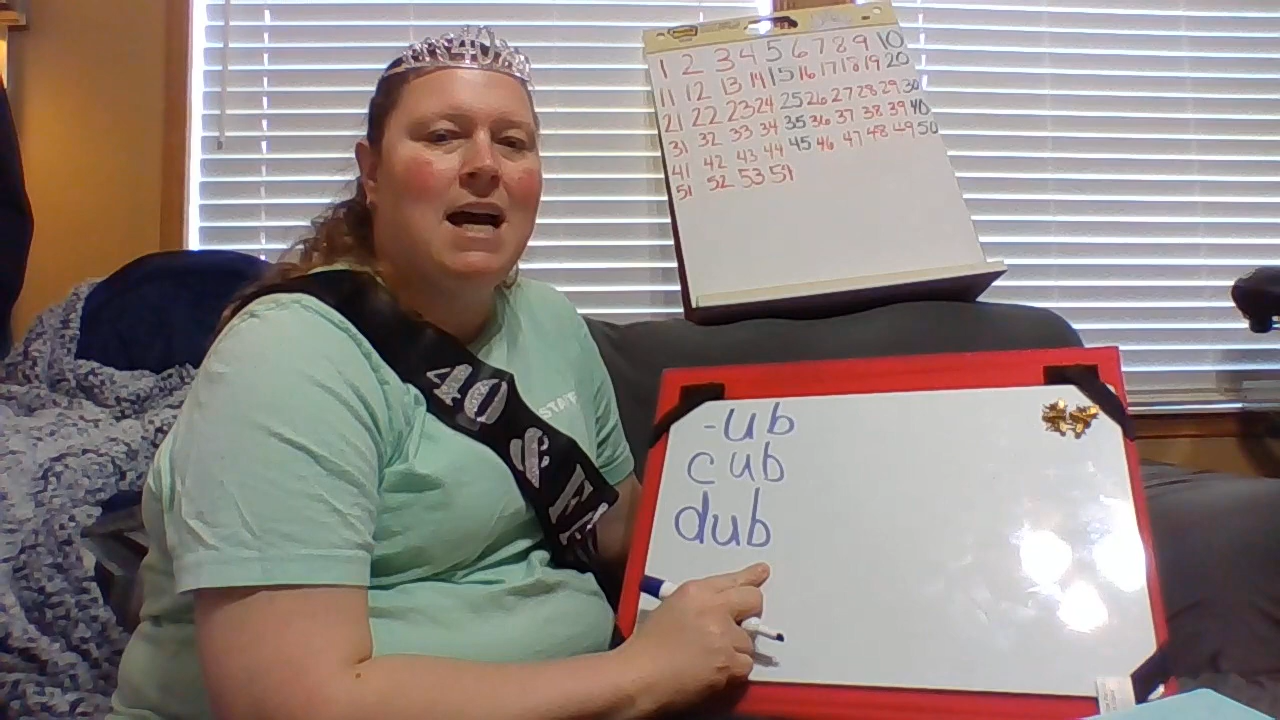 40
1 2 3 4 5 6 7 8 9 10
11 12 13 14 15 16 17 18 19 20
21 22 23 24 25 26 27 28 29 30
31 32 33 34 35 36 37 38 39 40
41 42 43 44 45 46 47 48 49 50
51 52 53 51
STAFF
40 &
-ub
cub
dub